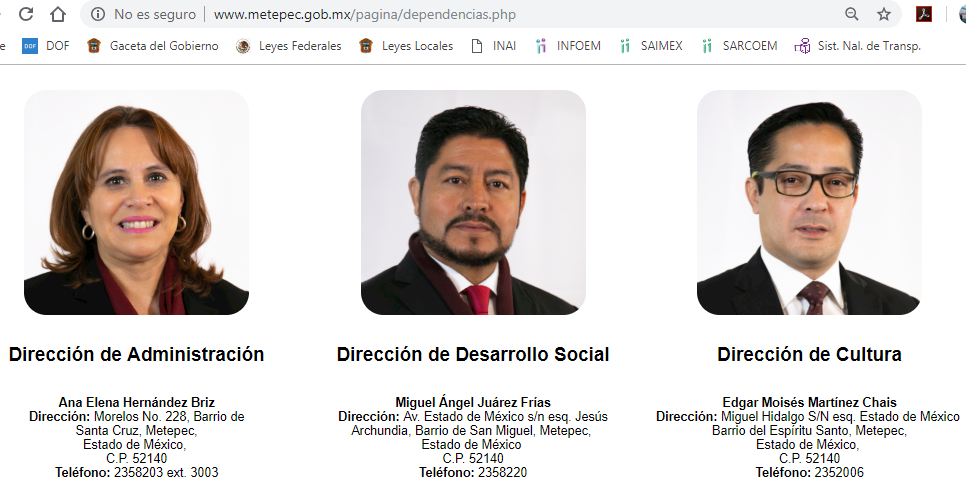 No es seguro | www.metepec.gob.mx/pagina/dependencias.php
e DOF DOF Gaceta del Gobierno Leyes Federales Leyes Locales INAI INFOEM SAIMEX SARCOEM Sist. Nal. de Transp.
Dirección de Administración
Ana Elena Hernández Briz
Dirección: Morelos No. 228, Barrio de
Santa Cruz, Metepec,
Estado de México,
C.P. 52140
Teléfono: 2358203 ext. 3003
Dirección de Desarrollo Social
Miguel Ángel Juárez Frías
Dirección: Av. Estado de México s/n esq. Jesús
Archundia, Barrio de San Miguel, Metepec,
Estado de México
C.P. 52140
Teléfono: 2358220
Dirección de Cultura
Edgar Moisés Martínez Chais
Dirección: Miguel Hidalgo S/N esq. Estado de México
Barrio del Espíritu Santo, Metepec,
Estado de México,
C.P. 52140
Teléfono: 2352006